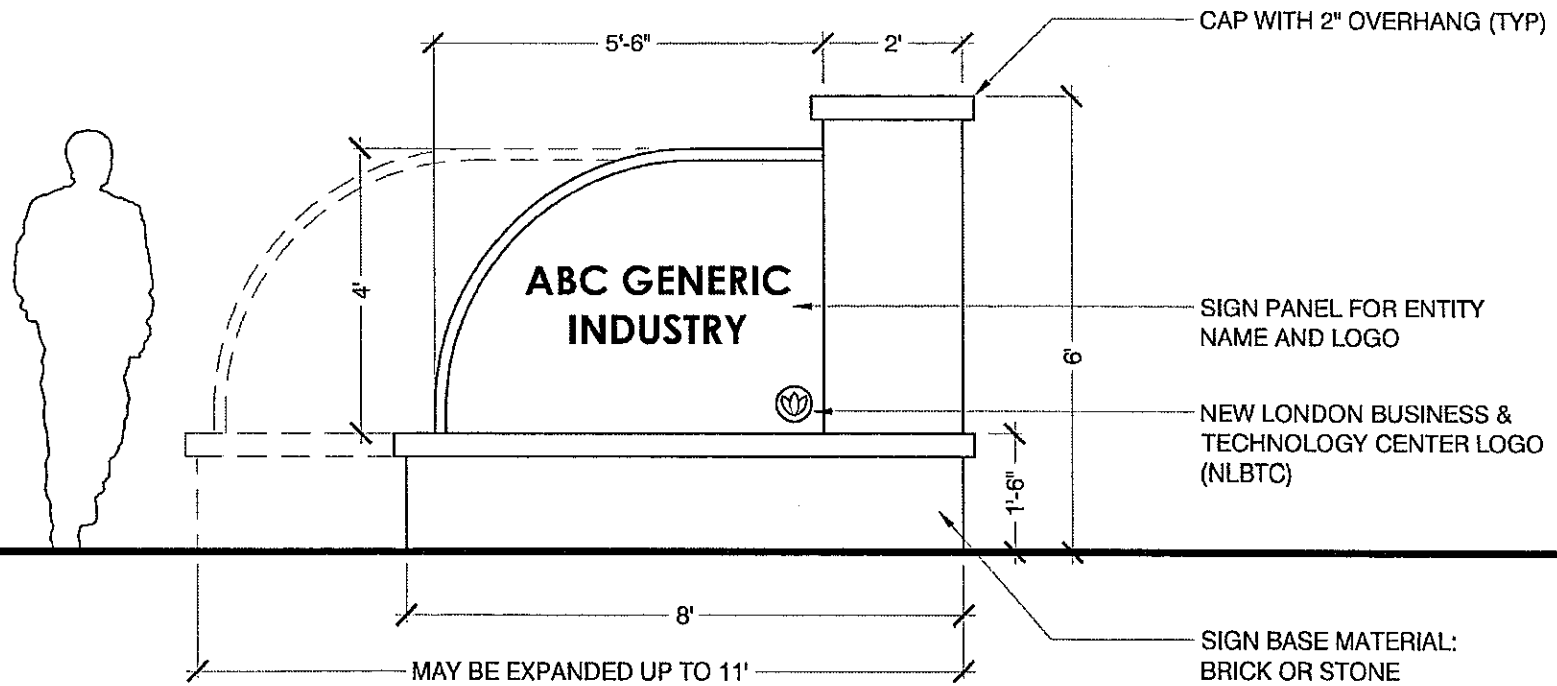 CAP WITH 2" OVERHANG (TYP)
5'-6"
2'
4'
ABC GENERIC
INDUSTRY
SIGN PANEL FOR ENTITY
NAME AND LOGO
6'
NEW LONDON BUSINESS &
TECHNOLOGY CENTER LOGO
(NLBTC)
1'-6"
8'
SIGN BASE MATERIAL:
BRICK OR STONE
MAY BE EXPANDED UP TO 11'